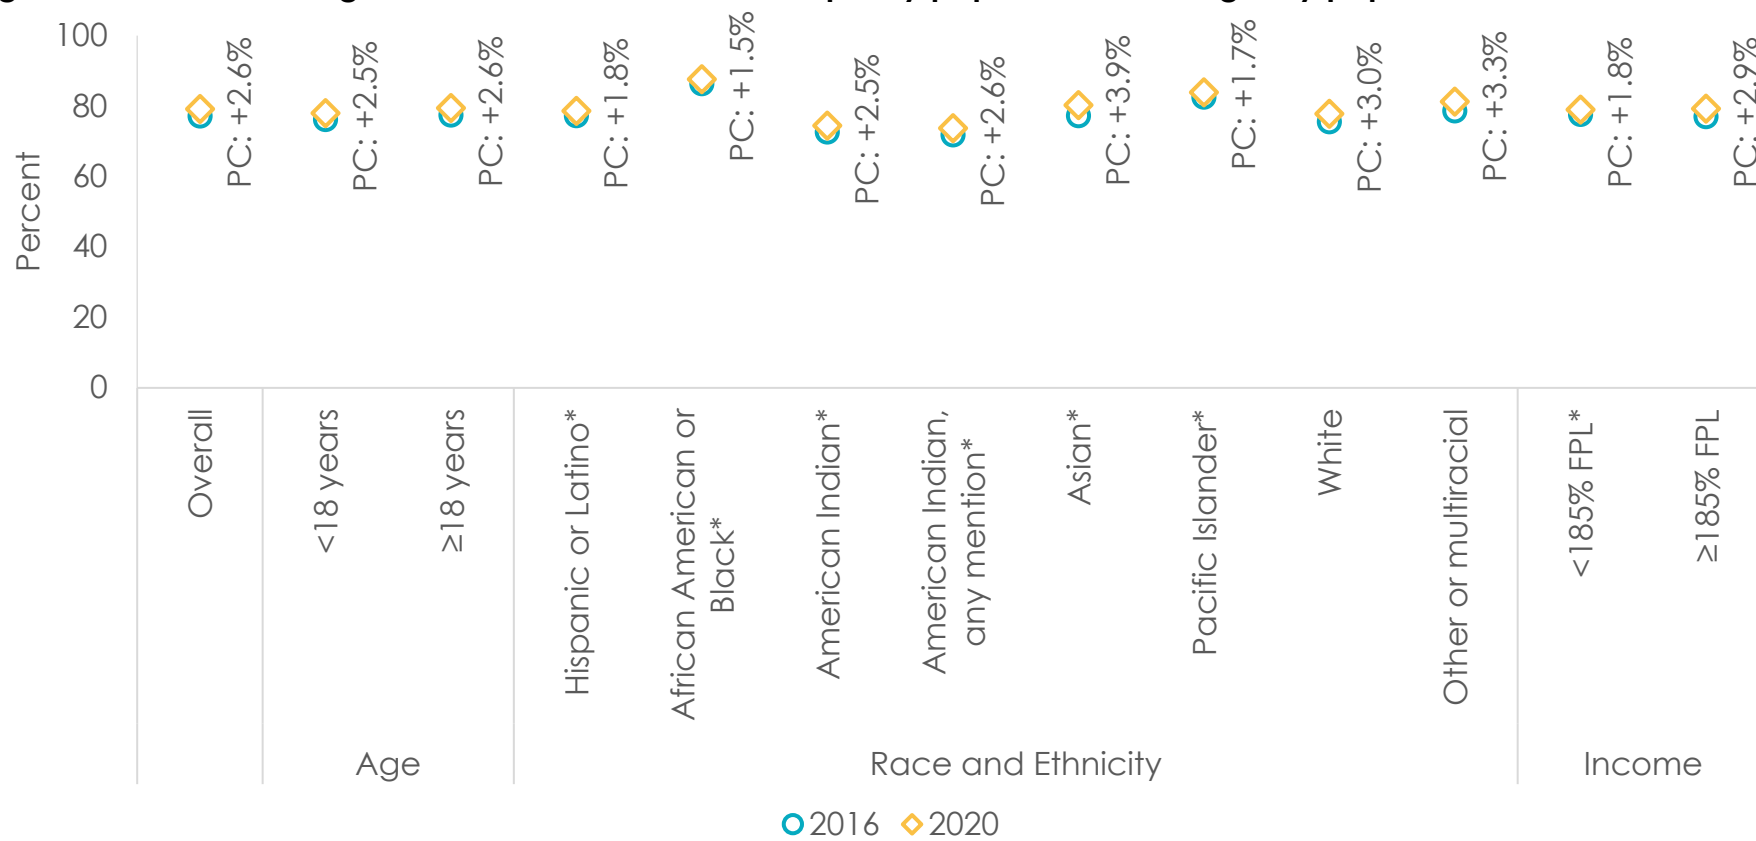 100
80
60
40
20
0
Percent
PC: +2.6%
PC: +2.5%
PC: +2.6%
PC: +1.8%
PC: +1.5%
PC: +2.5%
PC: +2.6%
PC: +3.9%
PC: +1.7%
PC: +3.0%
PC: +3.3%
PC: +1.8%
PC: +2.9%
Overall
<18 years
≥18 years
Hispanic or Latino*
African American or
Black*
American Indian*
American Indian,
any mention*
Asian*
Pacific Islander*
White
Other or multiracial
<185% FPL*
≥185% FPL
Age
Race and Ethnicity
Income
2016
2020